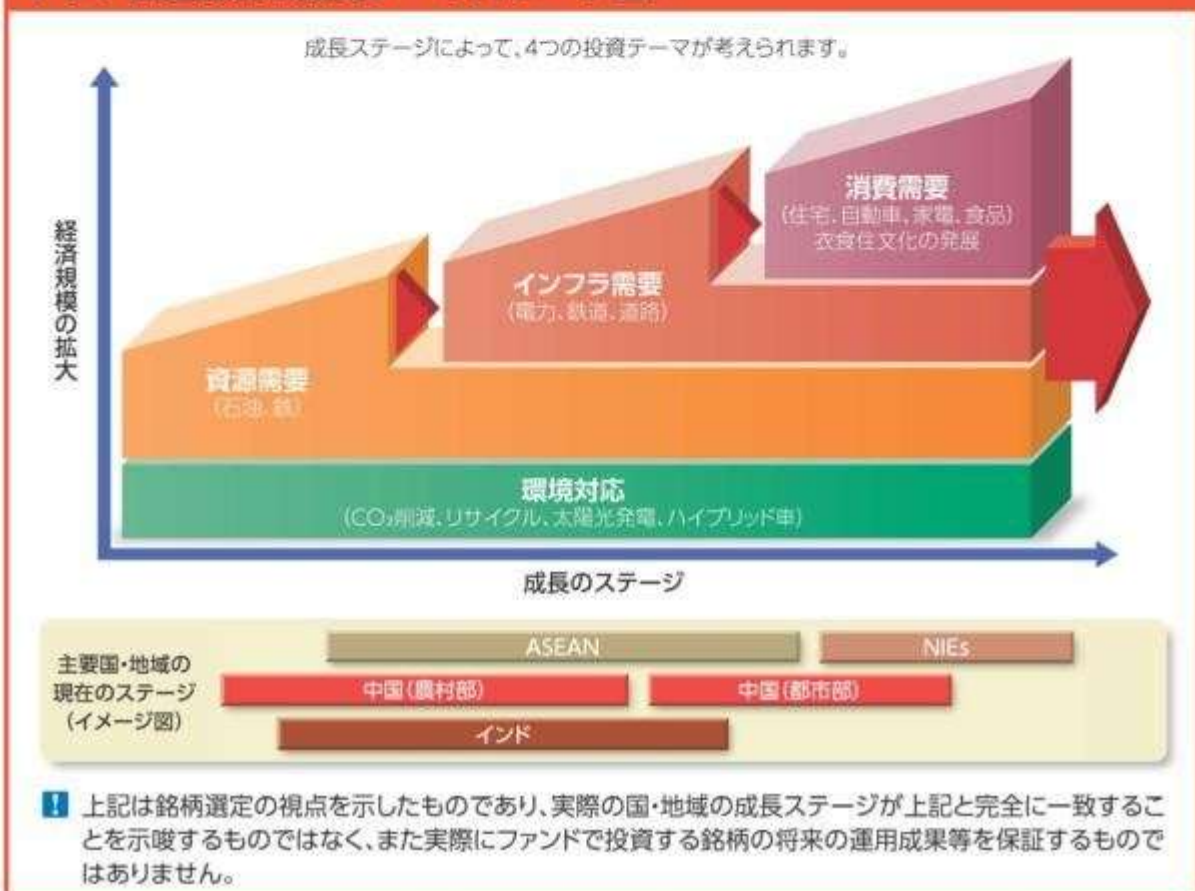 成長ステージによって、4つの投資テーマが考えられます。
経済規模の拡大
消費需要
(住宅、自動車、家電、食品)
衣食住文化の発展
インフラ需要
(電力、鉄道、道路)
資源需要
(石油、鉄)
環境対応
(CO₂削減、リサイクル、太陽光発電、ハイブリッド車)
成長のステージ
主要国・地域の
現在のステージ
(イメージ図)
ASEAN
NIEs
中国(農村部)
中国(都市部)
インド
! 上記は銘柄選定の視点を示したものであり、実際の国・地域の成長ステージが上記と完全に一致するこ
とを示唆するものではなく、また実際にファンドで投資する銘柄の将来の運用成果等を保証するもので
はありません。